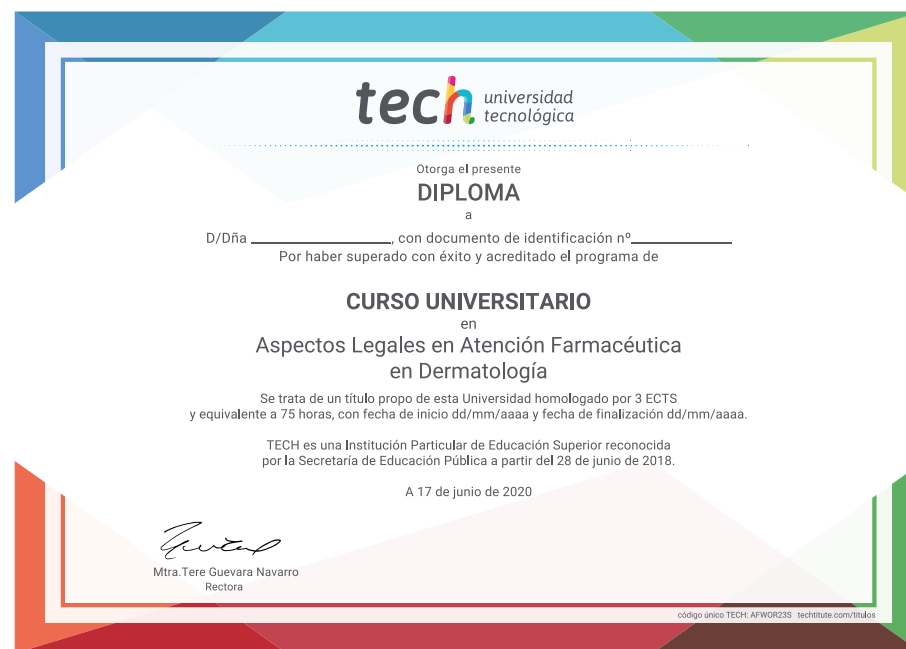 tech universidad
tecnológica
Otorga el presente
DIPLOMA
a
D/Dña ____________________, con documento de identificación nº______________
Por haber superado con éxito y acreditado el programa de
CURSO UNIVERSITARIO
en
Aspectos Legales en Atención Farmacéutica
en Dermatología
Se trata de un título propo de esta Universidad homologado por 3 ECTS
y equivalente a 75 horas, con fecha de inicio dd/mm/aaaa y fecha de finalización dd/mm/aaaa.
TECH es una Institución Particular de Educación Superior reconocida
por la Secretaría de Educación Pública a partir del 28 de junio de 2018.
A 17 de junio de 2020
Mtra.Tere Guevara Navarro
Rectora
código único TECH: AFWOR23S techtitute.com/titulos